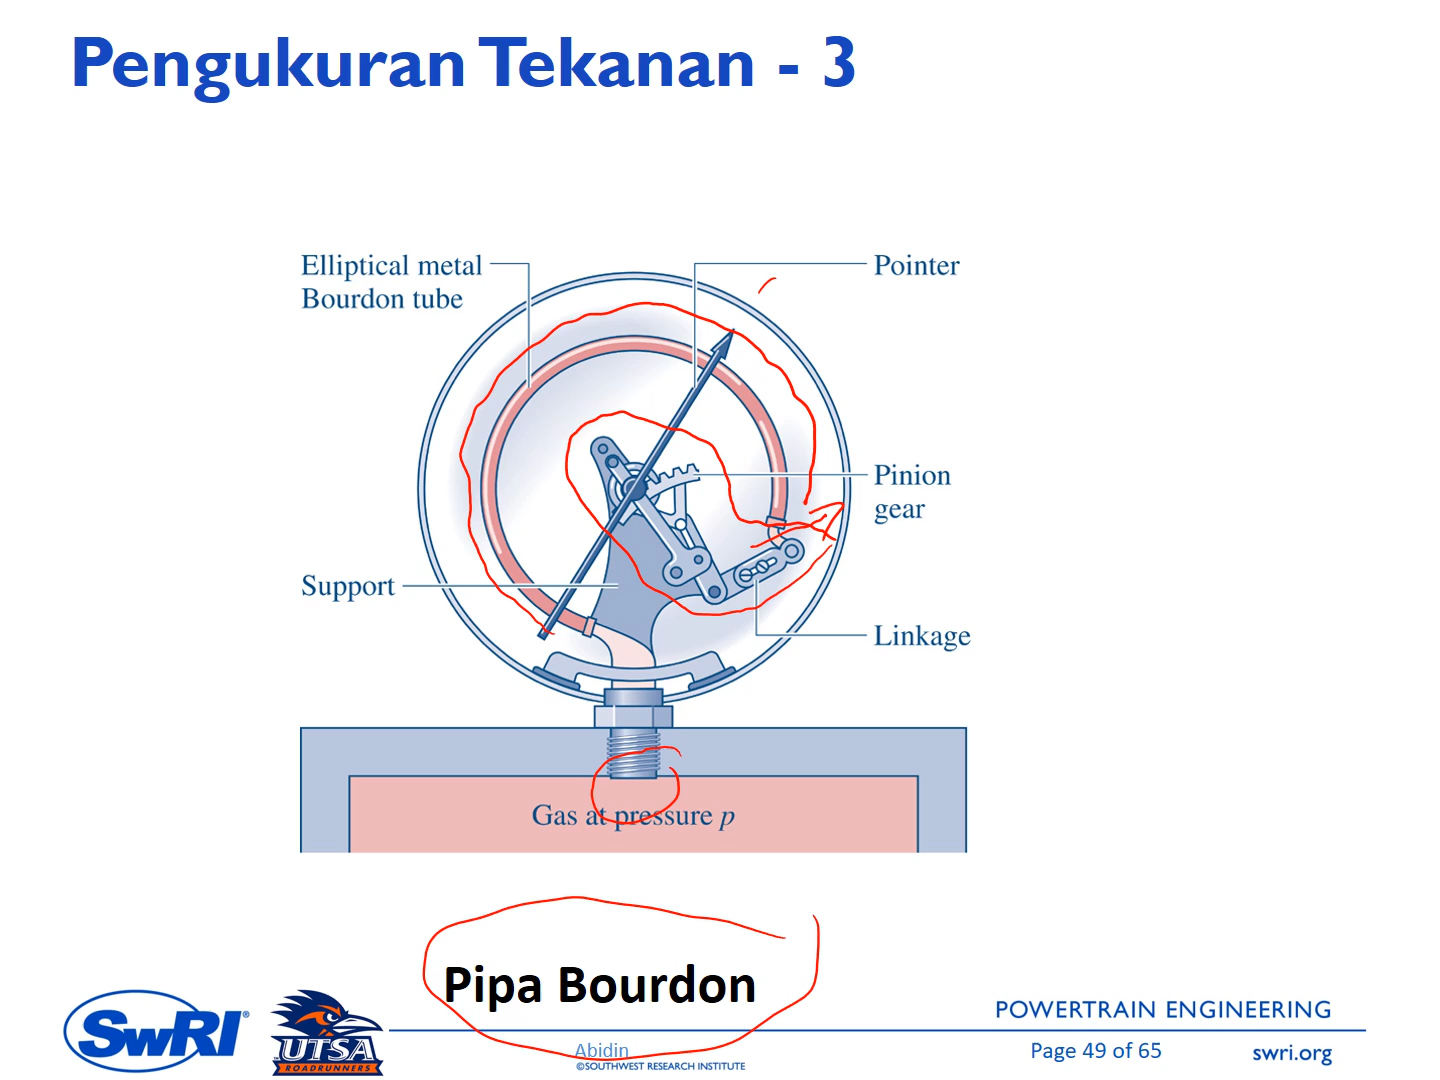 Pengukuran Tekanan - 3
Elliptical metal
Bourdon tube
Pointer
Pinion
gear
Support
Linkage
Gas at pressure p
Pipa Bourdon
SwRI®
UTSA
ROADRUNNERS
Abidin
©SOUTHWEST RESEARCH INSTITUTE
POWERTRAIN ENGINEERING
Page 49 of 65
swri.org